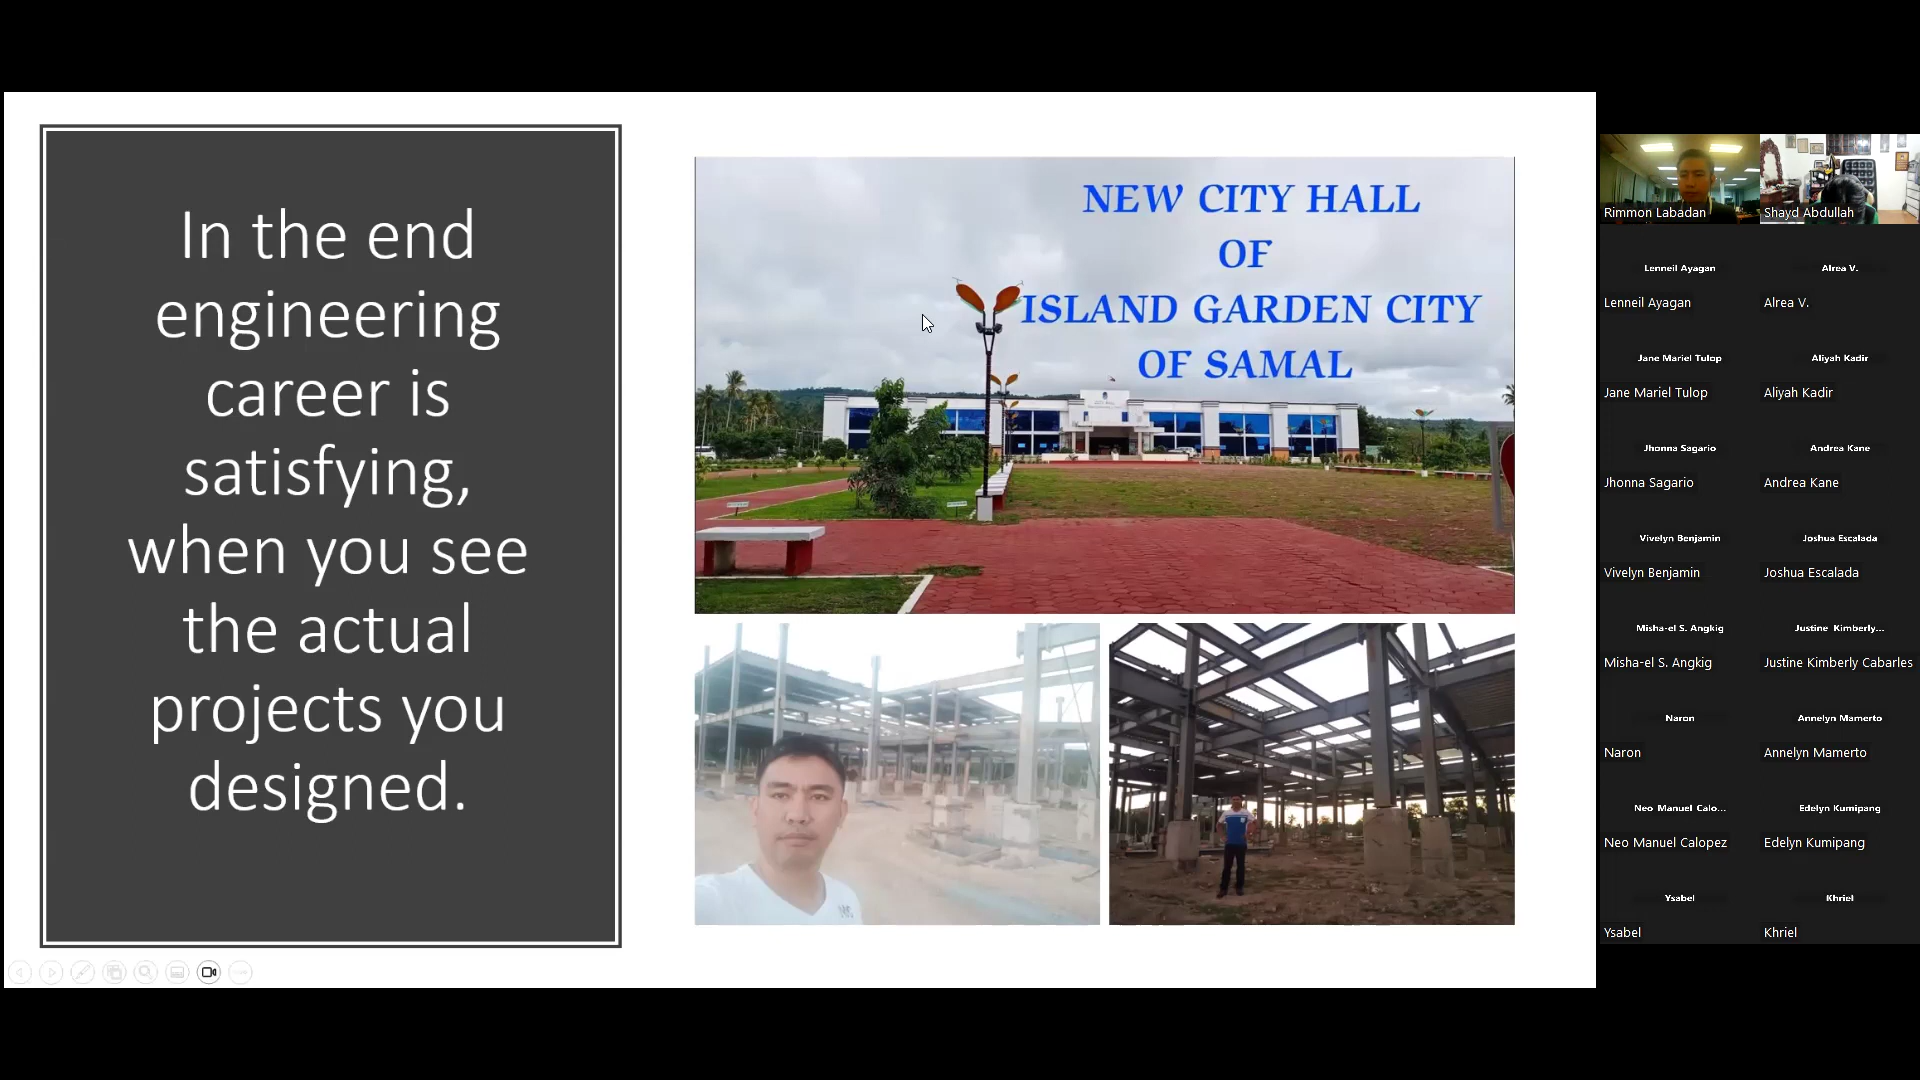 In the end
engineering
career is
satisfying,
when you see
the actual
projects you
designed.
NEW CITY HALL
OF
ISLAND GARDEN CITY
OF SAMAL
Rimmon Labadan
Shayd Abdullah
Lenneil Ayagan
Lenneil Ayagan
Alrea V.
Alrea V.
Jane Mariel Tulop
Jane Mariel Tulop
Aliyah Kadir
Aliyah Kadir
Jhonna Sagario
Jhonna Sagario
Andrea Kane
Andrea Kane
Vivelyn Benjamin
Vivelyn Benjamin
Joshua Escalada
Joshua Escalada
Misha-el S. Angkig
Misha-el S. Angkig
Justine Kimberly...
Justine Kimberly Cabarles
Naron
Naron
Annelyn Mamerto
Annelyn Mamerto
Neo Manuel Calo...
Neo Manuel Calopez
Edelyn Kumipang
Edelyn Kumipang
Ysabel
Ysabel
Khriel
Khriel